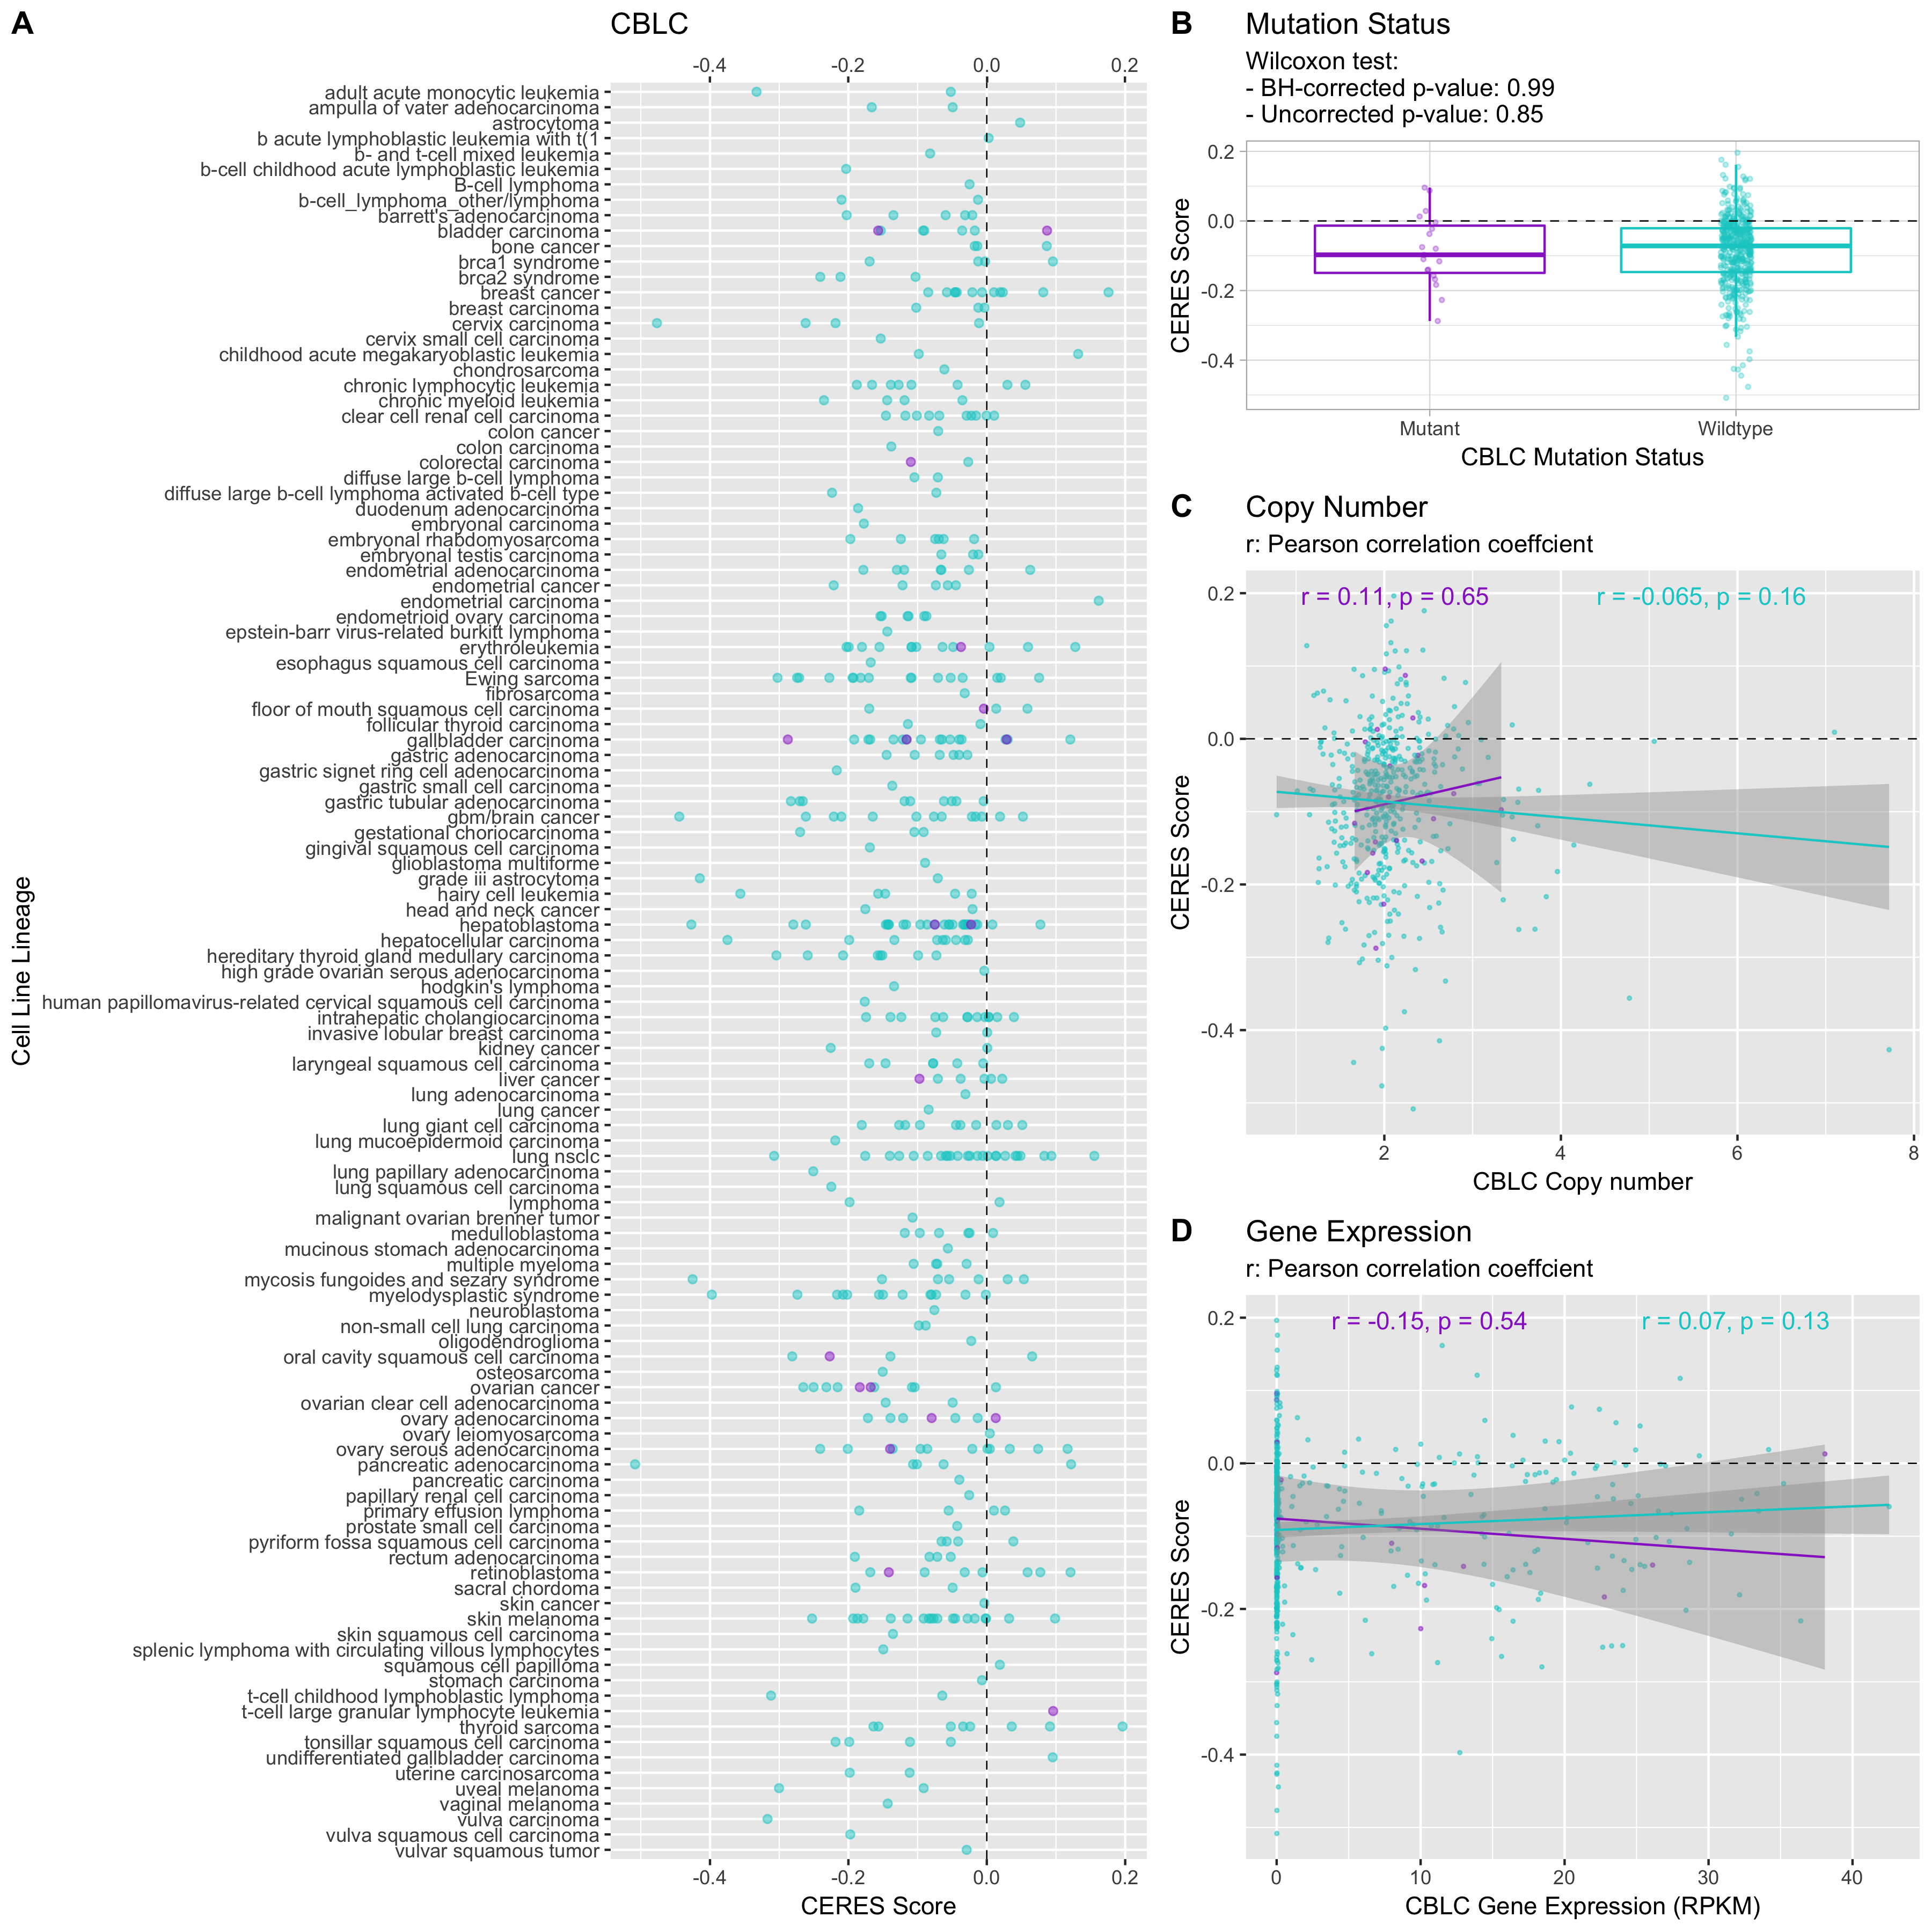 A
CBLC
-0.4 -0.2 0.0 0.2
Cell Line Lineage
adult acute monocytic leukemia
ampulla of vater adenocarcinoma
astrocytoma
b acute lymphoblastic leukemia with t(1
b- and t-cell mixed leukemia
b-cell childhood acute lymphoblastic leukemia
B-cell lymphoma
b-cell_lymphoma_other/lymphoma
barrett's adenocarcinoma
bladder carcinoma
bone cancer
brca1 syndrome
brca2 syndrome
breast cancer
breast carcinoma
cervix carcinoma
cervix small cell carcinoma
childhood acute megakaryoblastic leukemia
chondrosarcoma
chronic lymphocytic leukemia
chronic myeloid leukemia
clear cell renal cell carcinoma
colon cancer
colon carcinoma
colorectal carcinoma
diffuse large b-cell lymphoma
diffuse large b-cell lymphoma activated b-cell type
duodenum adenocarcinoma
embryonal carcinoma
embryonal rhabdomyosarcoma
embryonal testis carcinoma
endometrial adenocarcinoma
endometrial cancer
endometrial carcinoma
endometrioid ovary carcinoma
epstein-barr virus-related burkitt lymphoma
erythroleukemia
esophagus squamous cell carcinoma
Ewing sarcoma
fibrosarcoma
floor of mouth squamous cell carcinoma
follicular thyroid carcinoma
gallbladder carcinoma
gastric adenocarcinoma
gastric signet ring cell adenocarcinoma
gastric small cell carcinoma
gastric tubular adenocarcinoma
gbm/brain cancer
gestational choriocarcinoma
gingival squamous cell carcinoma
glioblastoma multiforme
grade iii astrocytoma
hairy cell leukemia
head and neck cancer
hepatoblastoma
hepatocellular carcinoma
hereditary thyroid gland medullary carcinoma
high grade ovarian serous adenocarcinoma
hodgkin's lymphoma
human papillomavirus-related cervical squamous cell carcinoma
intrahepatic cholangiocarcinoma
invasive lobular breast carcinoma
kidney cancer
laryngeal squamous cell carcinoma
liver cancer
lung adenocarcinoma
lung cancer
lung giant cell carcinoma
lung mucoepidermoid carcinoma
lung nsclc
lung papillary adenocarcinoma
lung squamous cell carcinoma
lymphoma
malignant ovarian brenner tumor
medulloblastoma
mucinous stomach adenocarcinoma
multiple myeloma
mycosis fungoides and sezary syndrome
myelodysplastic syndrome
neuroblastoma
non-small cell lung carcinoma
oligodendroglioma
oral cavity squamous cell carcinoma
osteosarcoma
ovarian cancer
ovarian clear cell adenocarcinoma
ovary adenocarcinoma
ovary leiomyosarcoma
ovary serous adenocarcinoma
pancreatic adenocarcinoma
pancreatic carcinoma
papillary renal cell carcinoma
primary effusion lymphoma
prostate small cell carcinoma
pyriform fossa squamous cell carcinoma
rectum adenocarcinoma
retinoblastoma
sacral chordoma
skin cancer
skin melanoma
skin squamous cell carcinoma
splenic lymphoma with circulating villous lymphocytes
squamous cell papilloma
stomach carcinoma
t-cell childhood lymphoblastic lymphoma
t-cell large granular lymphocyte leukemia
thyroid sarcoma
tonsillar squamous cell carcinoma
undifferentiated gallbladder carcinoma
uterine carcinosarcoma
uveal melanoma
vaginal melanoma
vulva carcinoma
vulva squamous cell carcinoma
vulvar squamous tumor
-0.4 -0.2 0.0 0.2
CERES Score
B
Mutation Status
Wilcoxon test:
- BH-corrected p-value: 0.99
- Uncorrected p-value: 0.85
CERES Score
0.2
0.0
-0.2
-0.4
Mutant Wildtype
CBLC Mutation Status
C
Copy Number
r: Pearson correlation coeffcient
r = 0.11, p = 0.65 r = -0.065, p = 0.16
CERES Score
0.2
0.0
-0.2
-0.4
2 4 6 8
CBLC Copy number
D
Gene Expression
r: Pearson correlation coeffcient
r = -0.15, p = 0.54 r = 0.07, p = 0.13
CERES Score
0.2
0.0
-0.2
-0.4
0 10 20 30 40
CBLC Gene Expression (RPKM)